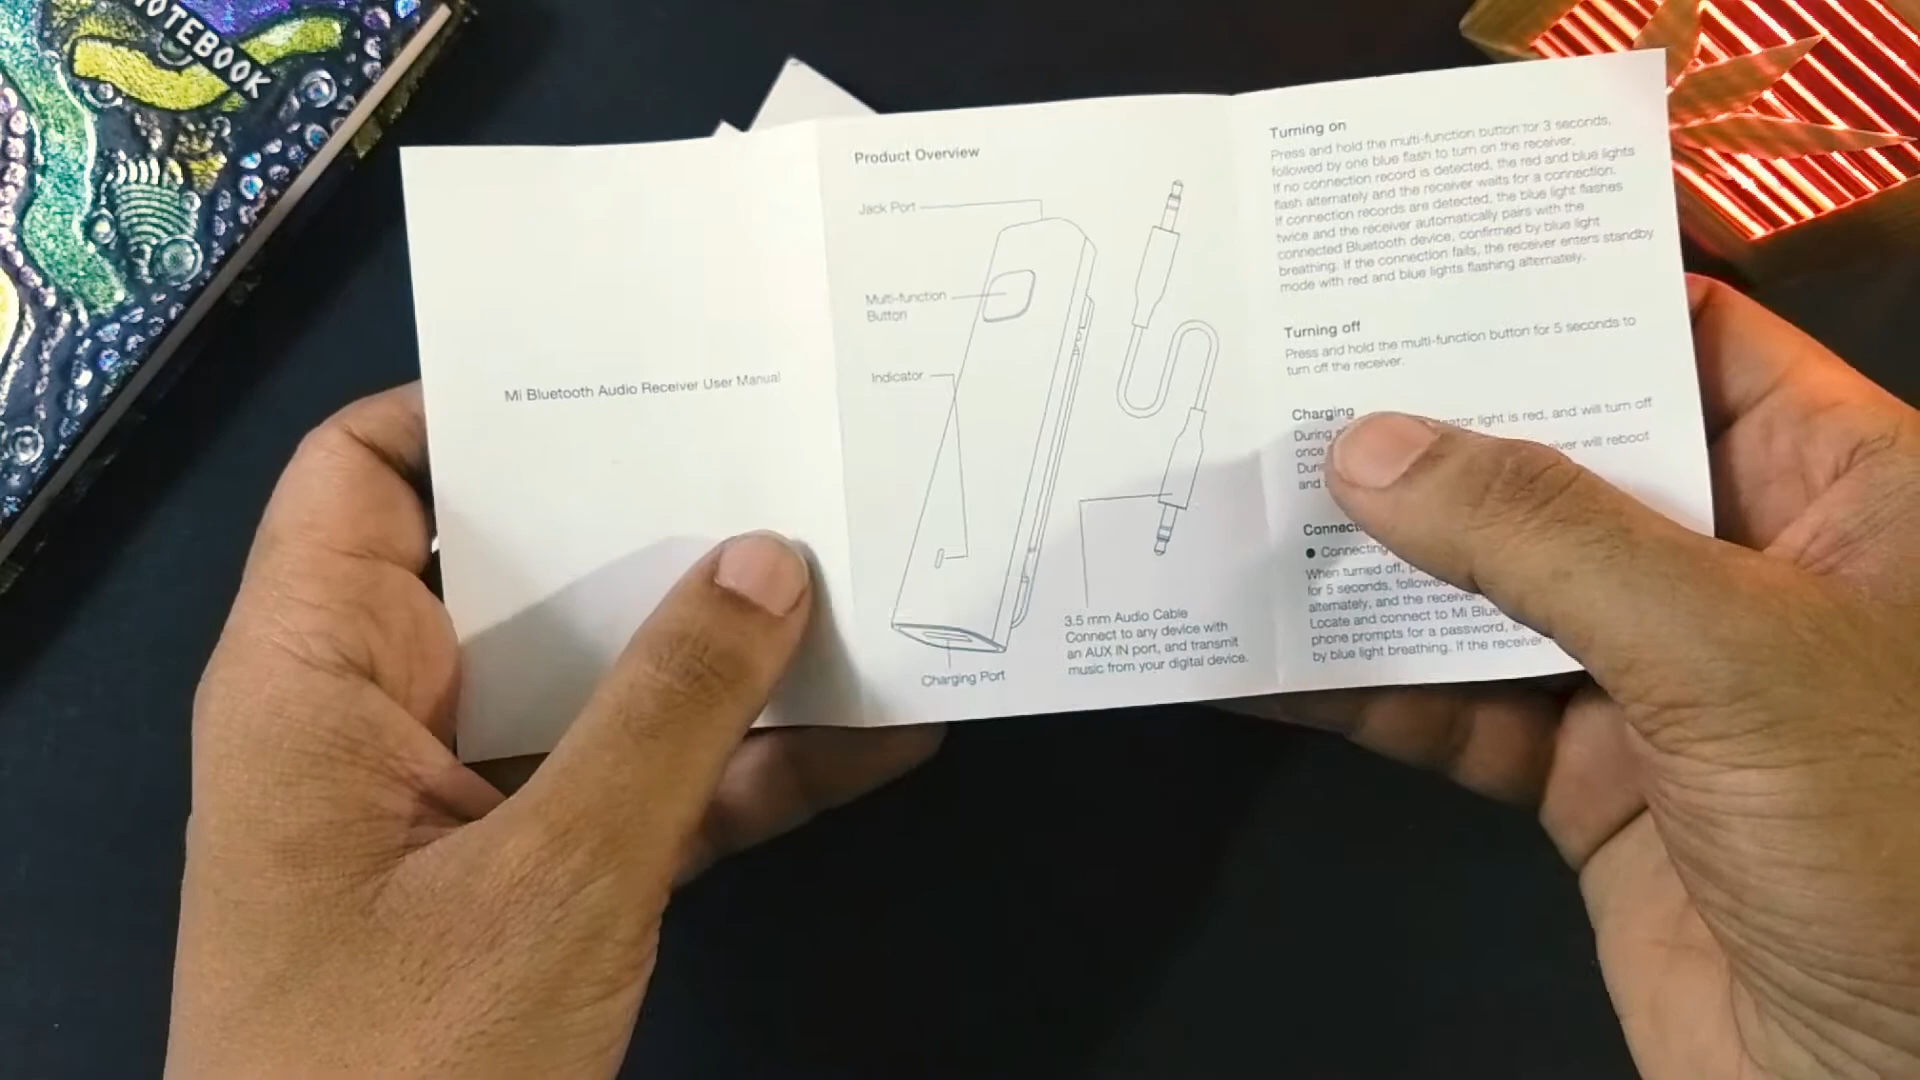 NOTEBOOK
Mi Bluetooth Audio Receiver User Manual
Product Overview
Jack Port
Multi-function
Button
Indicator
Charging Port
3.5 mm Audio Cable
Connect to any device with
an AUX IN port, and transmit
music from your digital device.
Turning on
Press and hold the multi-function button for 3 seconds,
followed by one blue flash to turn on the receiver.
If no connection record is detected, the red and blue lights
flash alternately and the receiver waits for a connection.
If connection records are detected, the blue light flashes
twice and the receiver automatically pairs with the
connected Bluetooth device, confirmed by blue light
breathing. If the connection fails, the receiver enters standby
mode with red and blue lights flashing alternately.
Turning off
Press and hold the multi-function button for 5 seconds to
turn off the receiver.
Charging
During light is red, and will turn off
once
will reboot
and
● Connecting
When turned off,
for 5 seconds,
alternately, and the receiver
Locate and connect to Mi
phone prompts for a password,
by blue light breathing. If the receiver